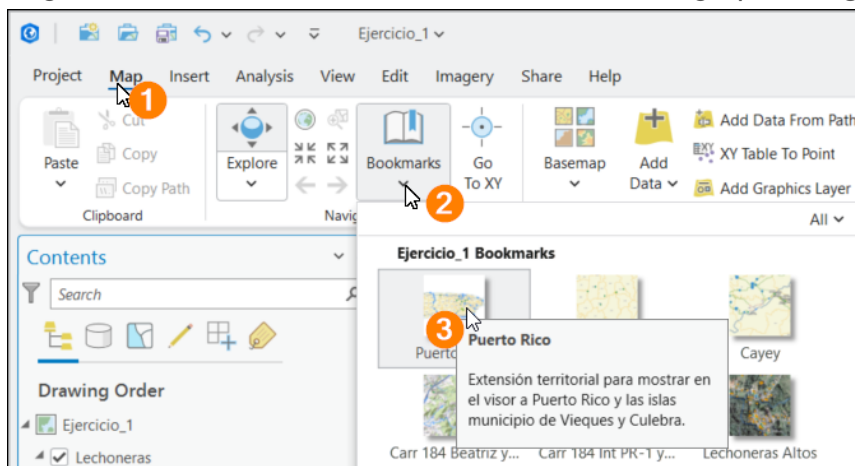 Ejercicio_1
Project Map Insert Analysis View Edit Imagery Share Help
1
Cut
Copy
Copy Path
Paste
Clipboard
Explore
Navig
Bookmarks
2
Go
To XY
Basemap
Add
Data
Add Data From Path
XY Table To Point
Add Graphics Layer
All
Contents
Search
Drawing Order
Ejercicio_1
Lechoneras
Ejercicio_1 Bookmarks
3
Puerto
Cayey
Puerto Rico
Extensión territorial para mostrar en
el visor a Puerto Rico y las islas
municipio de Vieques y Culebra.
Carr 184 Beatriz y... Carr 184 Int PR-1 y... Lechoneras Altos